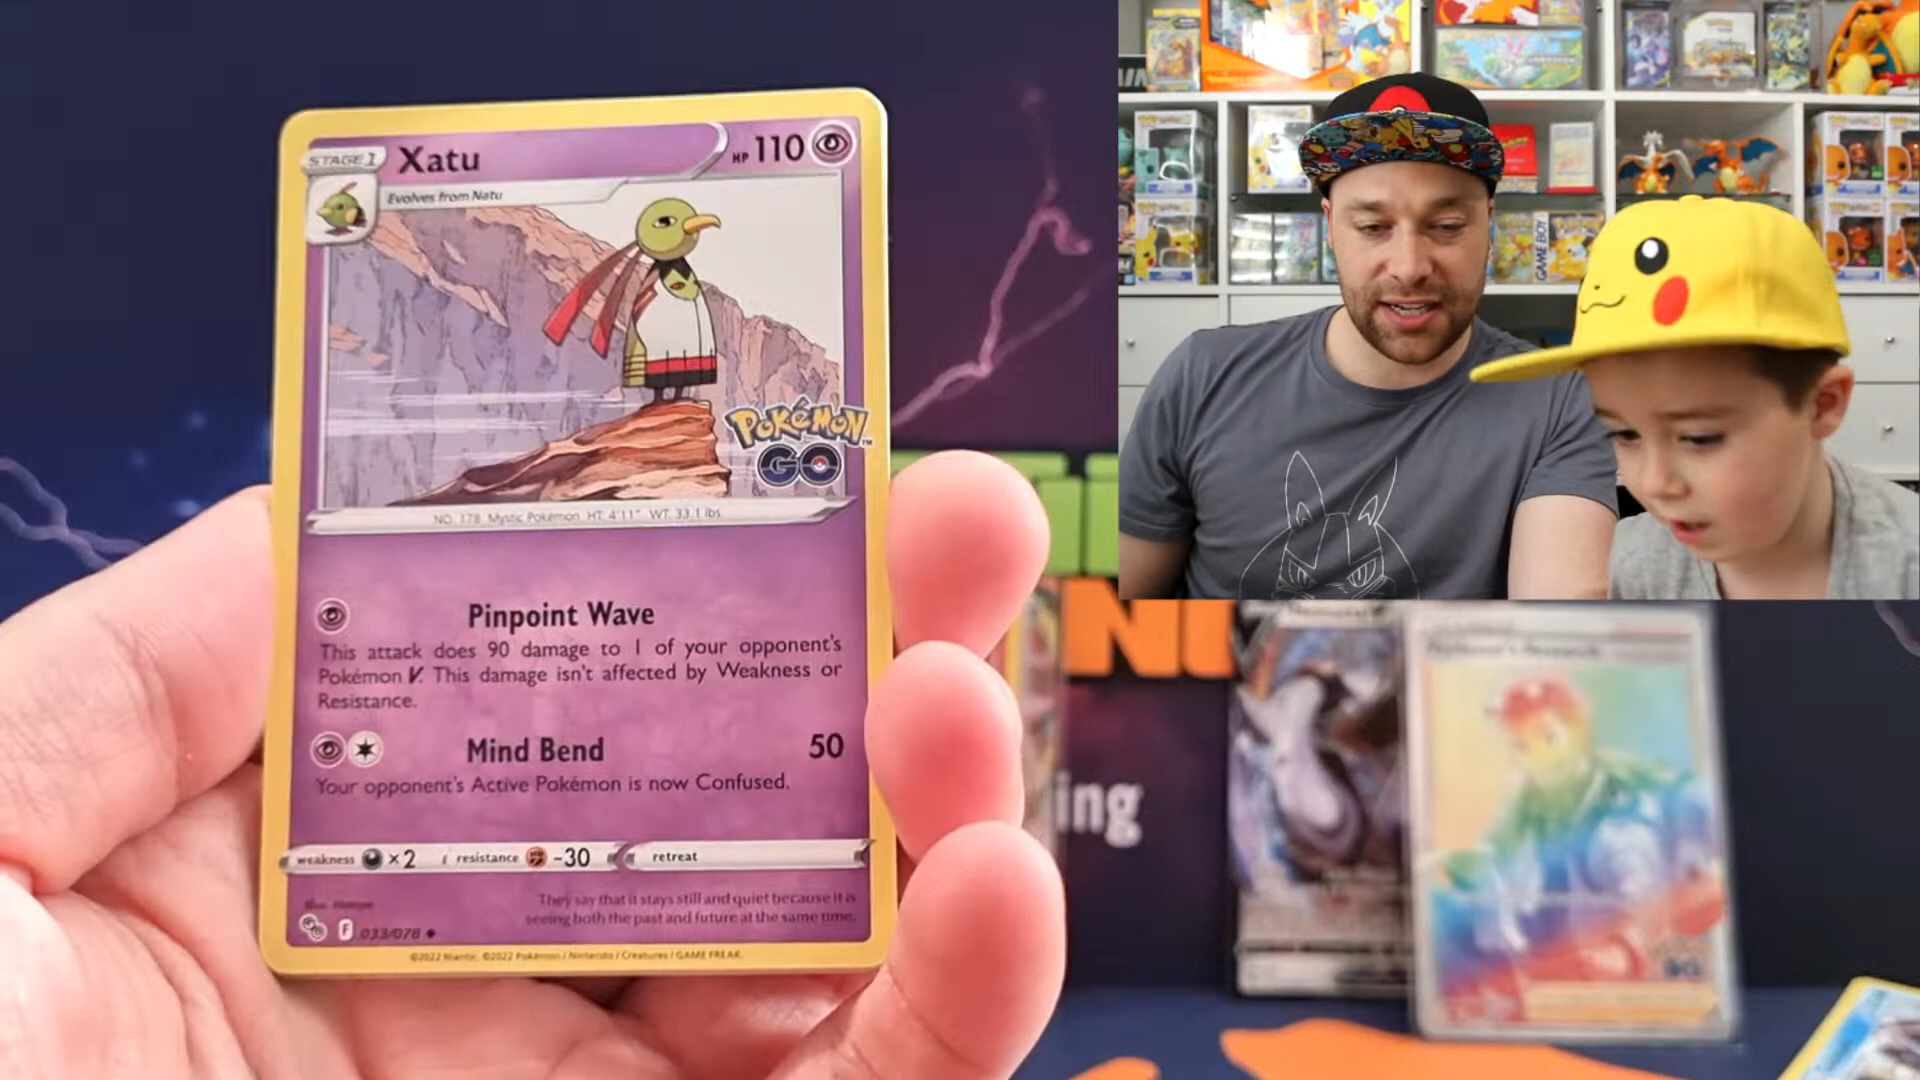 STAGE 1
Xatu
HP 110
Evolves from Natu
POKÉMON™
GO
NO. 178 Mystic Pokémon HT: 4'11" WT: 33.1 lbs
Pinpoint Wave
This attack does 90 damage to 1 of your opponent's
Pokémon V. This damage isn't affected by Weakness or
Resistance.
Mind Bend 50
Your opponent's Active Pokémon is now Confused.
weakness ×2 resistance -30 retreat
They say that it stays still and quiet because it is
seeing both the past and future at the same time.
F 033/078
©2022 Niantic. ©2022 Pokémon / Nintendo / Creatures / GAME FREAK.
GAME BOY
ing
Professor's Research